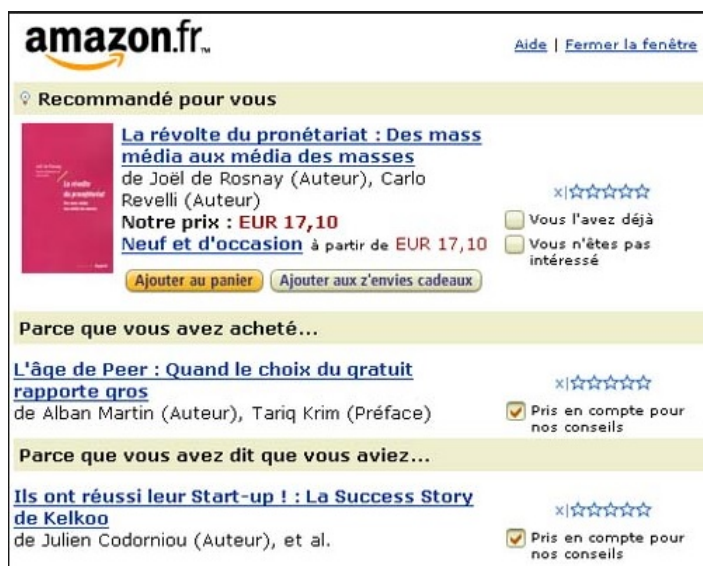 amazon.fr™
Aide | Fermer la fenêtre
Recommandé pour vous
La révolte du pronétariat : Des mass
média aux média des masses
de Joël de Rosnay (Auteur), Carlo
Revelli (Auteur)
Notre prix : EUR 17,10
Neuf et d'occasion à partir de EUR 17,10
Ajouter au panier
Ajouter aux z'envies cadeaux
Vous l'avez déjà
Vous n'êtes pas
intéressé
Parce que vous avez acheté...
L'âge de Peer : Quand le choix du gratuit
rapporte gros
de Alban Martin (Auteur), Tariq Krim (Préface)
Pris en compte pour
nos conseils
Parce que vous avez dit que vous aviez...
Ils ont réussi leur Start-up ! : La Success Story
de Kelkoo
de Julien Codorniou (Auteur), et al.
Pris en compte pour
nos conseils